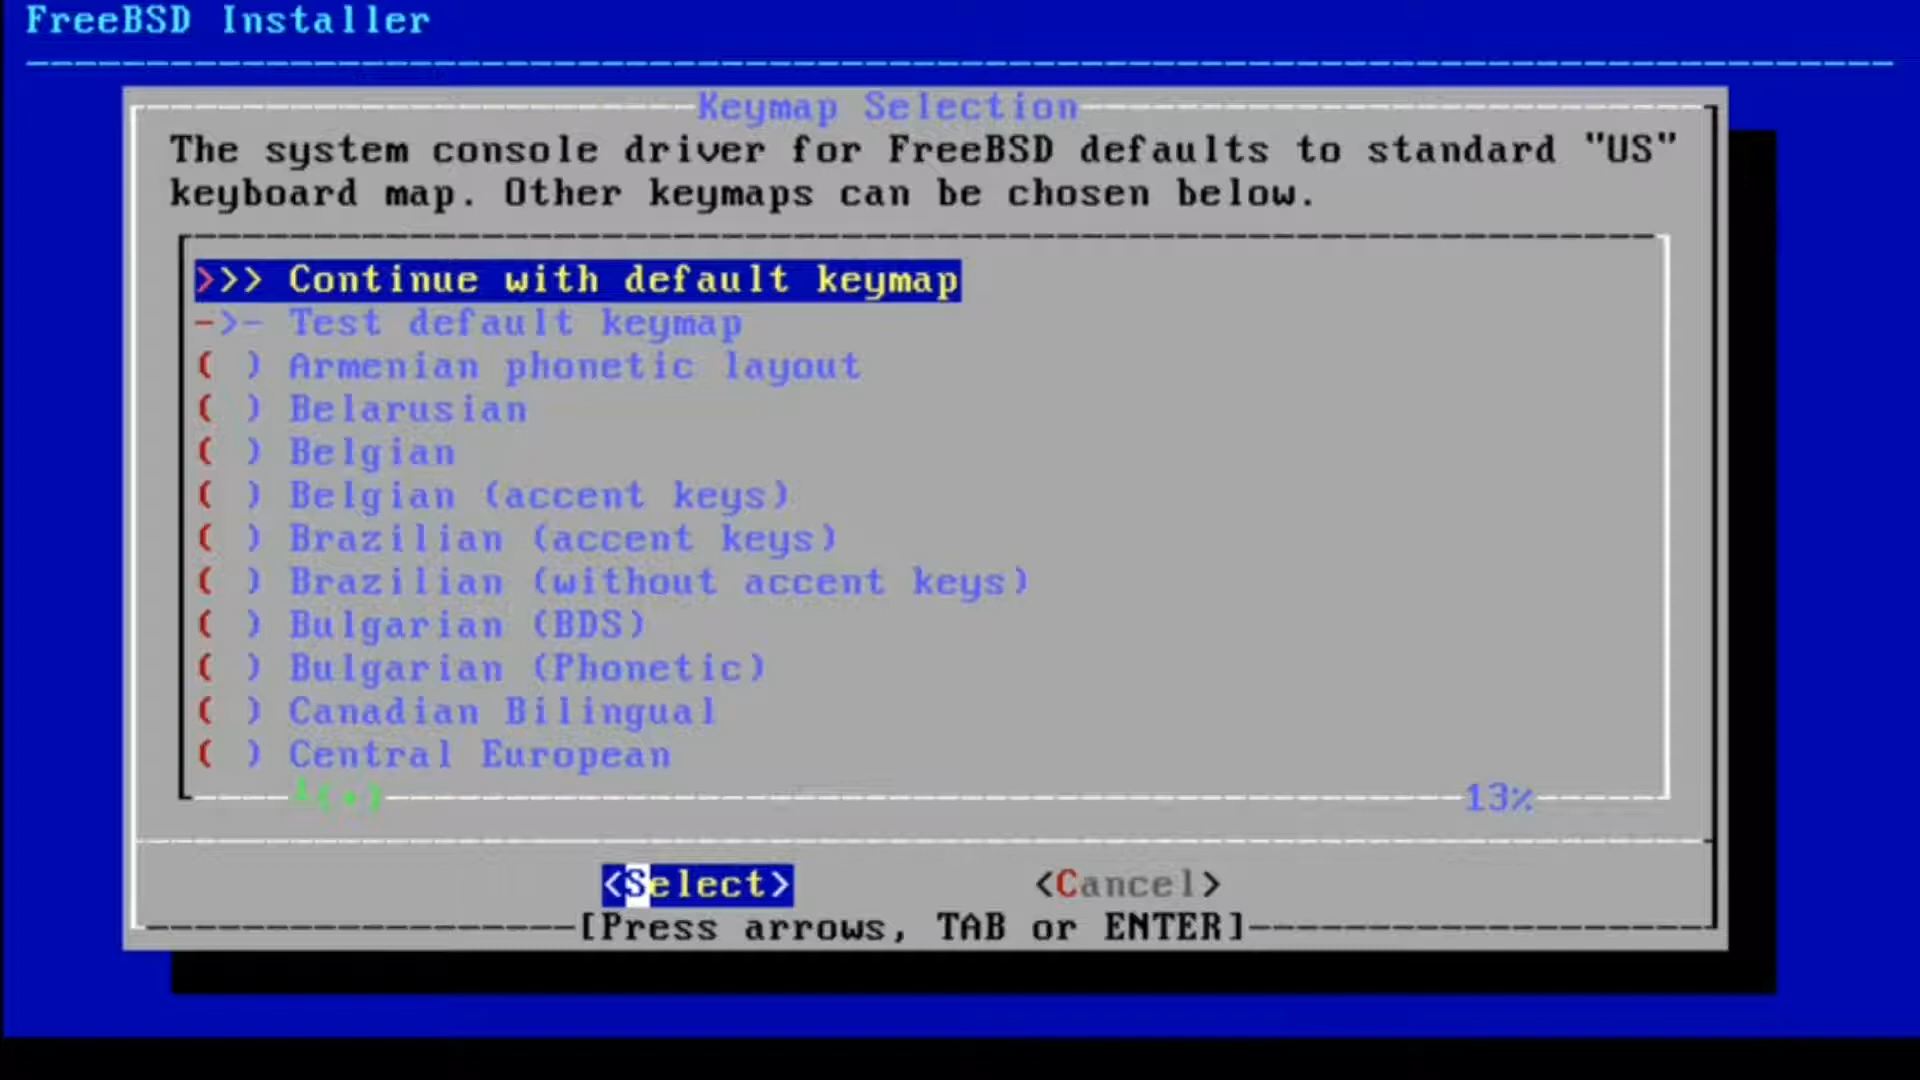 FreeBSD Installer
Keymap Selection
The system console driver for FreeBSD defaults to standard "US"
keyboard map. Other keymaps can be chosen below.
>>> Continue with default keymap
->- Test default keymap
( ) Armenian phonetic layout
( ) Belarusian
( ) Belgian
( ) Belgian (accent keys)
( ) Brazilian (accent keys)
( ) Brazilian (without accent keys)
( ) Bulgarian (BDS)
( ) Bulgarian (Phonetic)
( ) Canadian Bilingual
( ) Central European
13%
<Select> <Cancel>
[Press arrows, TAB or ENTER]